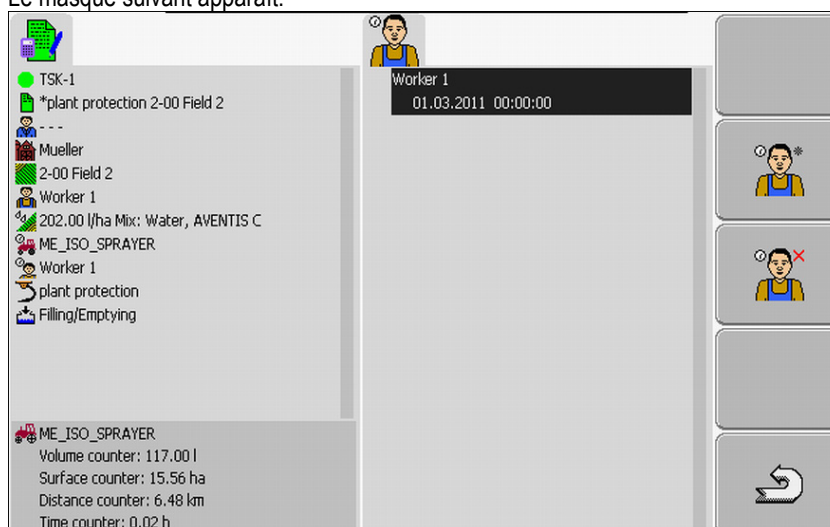 Le masque suivant apparaît.
TSK-1
*plant protection 2-00 Field 2
---
Mueller
2-00 Field 2
Worker 1
202.00 l/ha Mix: Water, AVENTIS C
ME_ISO_SPRAYER
Worker 1
plant protection
Filling/Emptying
ME_ISO_SPRAYER
Volume counter: 117.00 l
Surface counter: 15.56 ha
Distance counter: 6.48 km
Time counter: 0.02 h
Worker 1
01.03.2011 00:00:00